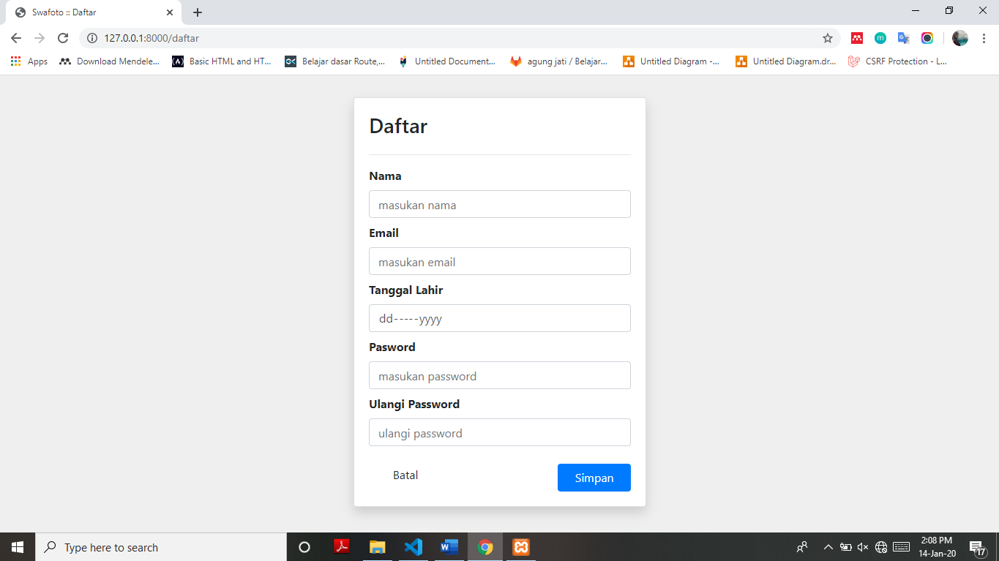 Swafoto :: Daftar
127.0.0.1:8000/daftar
Apps Download Mendele... Basic HTML and HT... Belajar dasar Route,... Untitled Document... agung jati / Belajar... Untitled Diagram -... Untitled Diagram.dr... CSRF Protection - L...
Daftar
Nama
masukan nama
Email
masukan email
Tanggal Lahir
dd-----yyyy
Pasword
masukan password
Ulangi Password
ulangi password
Batal Simpan
Type here to search
2:08 PM
14-Jan-20
17